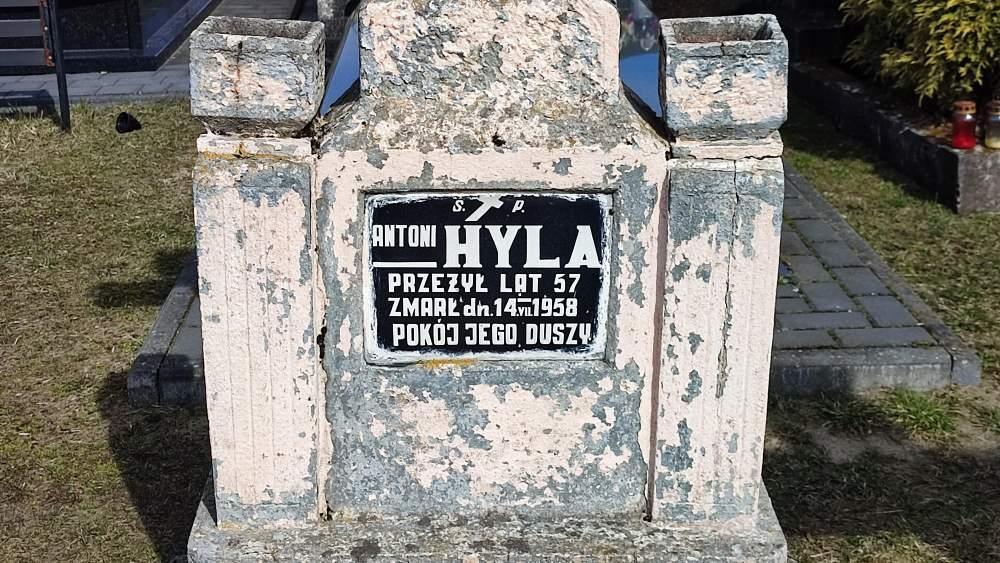 Ś. P.
ANTONI HYLA
PRZEŻYŁ LAT 57
ZMARŁ dn. 14.VII.1958
POKÓJ JEGO DUSZY